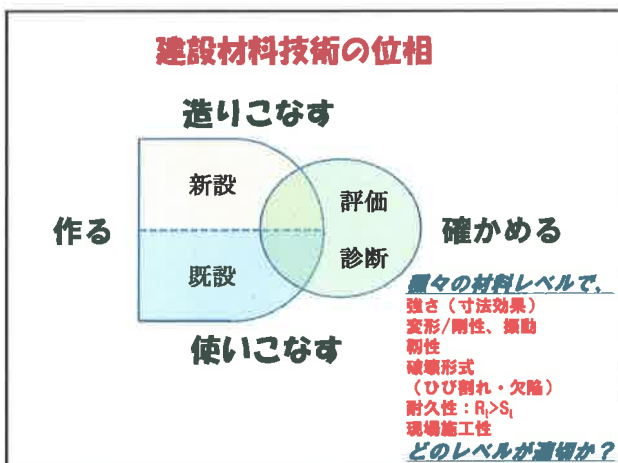 建設材料技術の位相
造りこなす
新設
評価
作る
確かめる
既設
診断
使いこなす
種々の材料レベルで、
強さ(寸法効果)
変形/剛性、振動
靭性
破壊形式
(ひび割れ・欠陥)
耐久性:Rₗ>Sₗ
現場施工性
どのレベルが適切か?